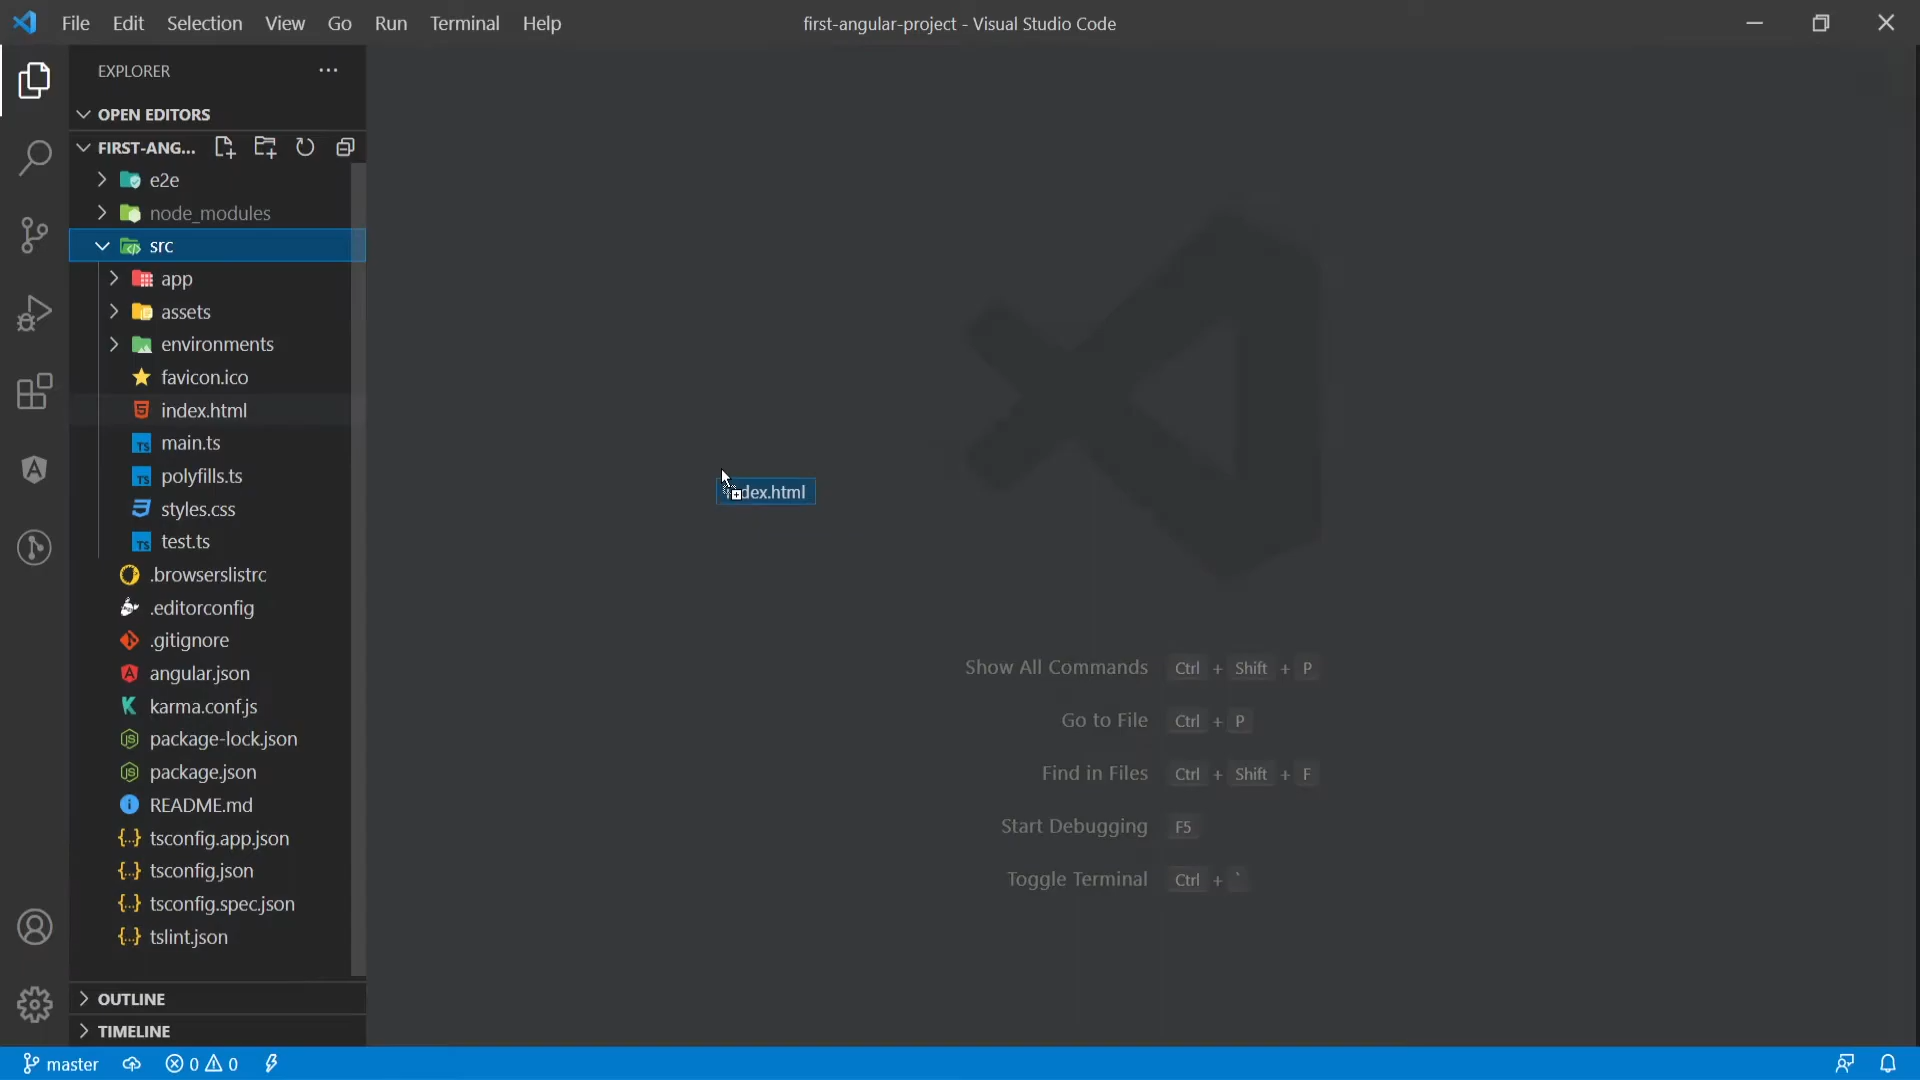 File Edit Selection View Go Run Terminal Help
first-angular-project - Visual Studio Code
EXPLORER
OPEN EDITORS
FIRST-ANG...
e2e
node_modules
src
app
assets
environments
favicon.ico
index.html
main.ts
polyfills.ts
styles.css
test.ts
.browserslistrc
.editorconfig
.gitignore
angular.json
karma.conf.js
package-lock.json
package.json
README.md
tsconfig.app.json
tsconfig.json
tsconfig.spec.json
tslint.json
OUTLINE
TIMELINE
index.html
Show All Commands Ctrl + Shift + P
Go to File Ctrl + P
Find in Files Ctrl + Shift + F
Start Debugging F5
Toggle Terminal Ctrl + `
master 0 0